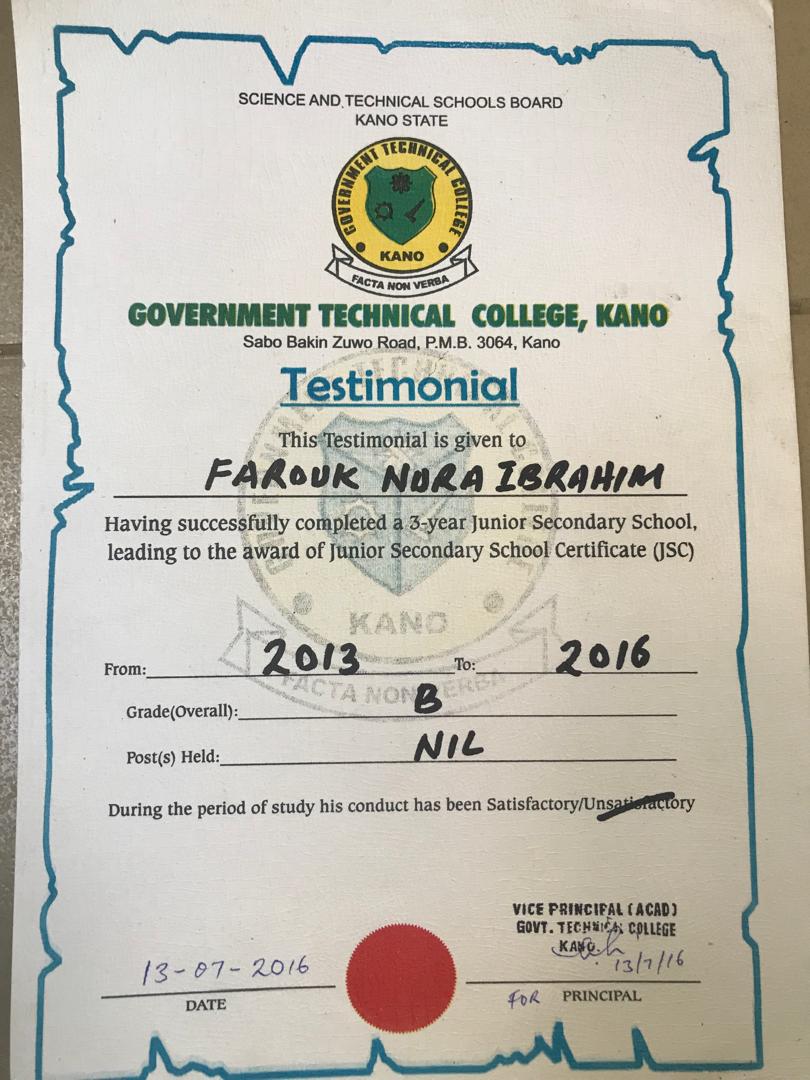 SCIENCE AND TECHNICAL SCHOOLS BOARD
KANO STATE
GOVERNMENT TECHNICAL COLLEGE
KANO
FACTA NON VERBA
GOVERNMENT TECHNICAL COLLEGE, KANO
Sabo Bakin Zuwo Road, P.M.B. 3064, Kano
Testimonial
This Testimonial is given to
FAROUK NURA IBRAHIM
Having successfully completed a 3-year Junior Secondary School,
leading to the award of Junior Secondary School Certificate (JSC)
KANO
From: 2013 To: 2016
FACTA NON VERBA
Grade(Overall): B
Post(s) Held: NIL
During the period of study his conduct has been Satisfactory/Unsatisfactory
VICE PRINCIPAL (ACAD)
GOVT. TECHNICAL COLLEGE
KANO.
13-07-2016
13/7/16
DATE
FOR PRINCIPAL